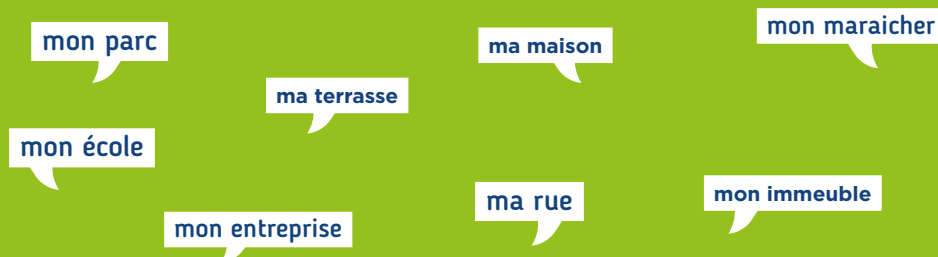 mon parc
ma maison
mon maraicher
ma terrasse
mon école
ma rue
mon immeuble
mon entreprise